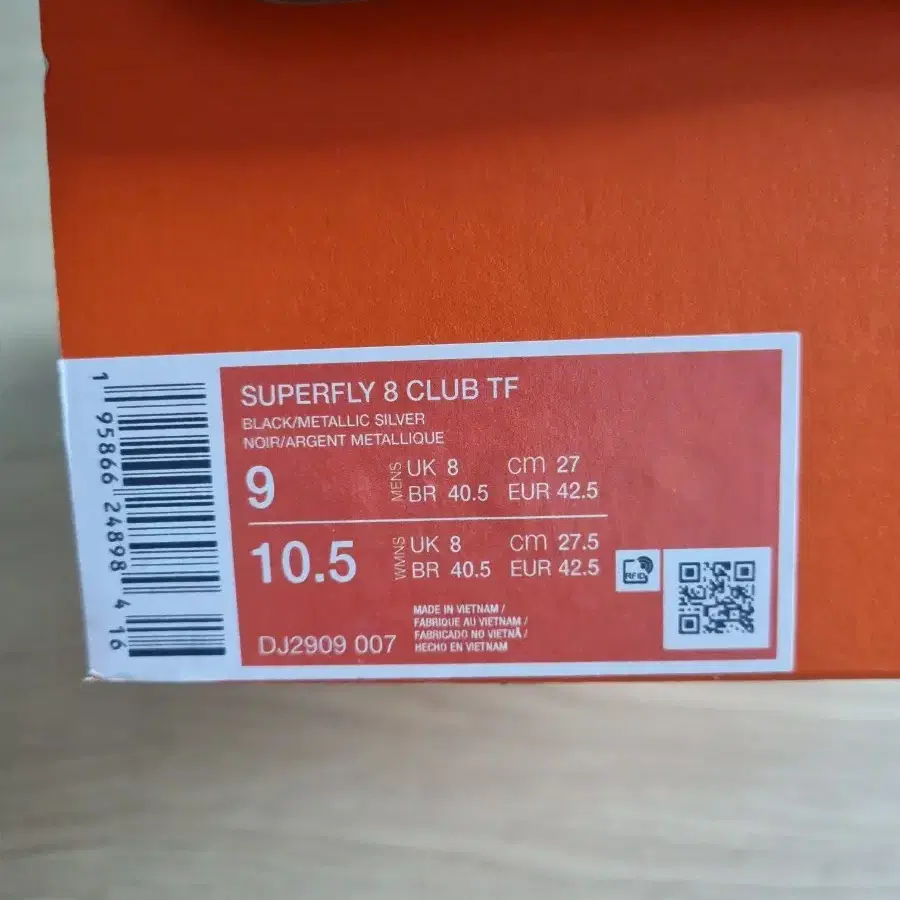 1 95866 24898 4 16
SUPERFLY 8 CLUB TF
BLACK/METALLIC SILVER
NOIR/ARGENT METALLIQUE
9 MENS UK 8 cm 27
BR 40.5 EUR 42.5
10.5 WMNS UK 8 cm 27.5
BR 40.5 EUR 42.5
RFID
MADE IN VIETNAM /
FABRIQUE AU VIETNAM /
FABRICADO NO VIETNÃ /
HECHO EN VIETNAM
DJ2909 007